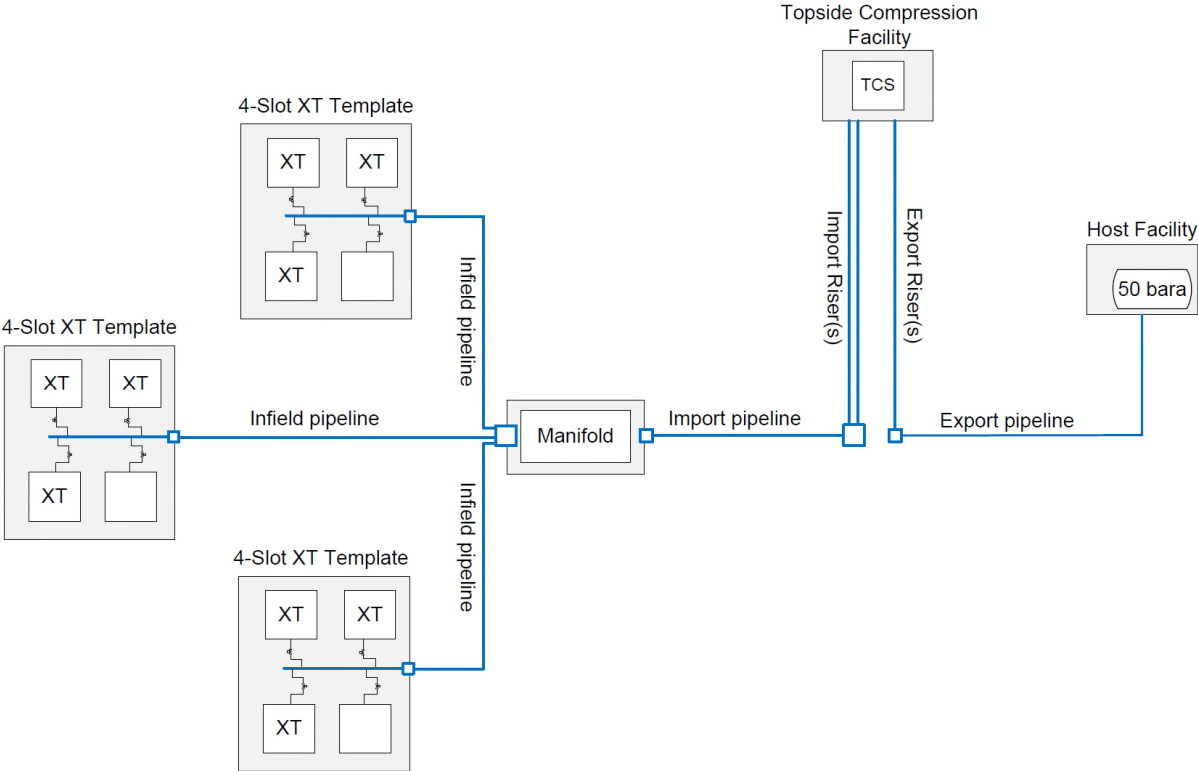 Topside Compression
Facility
TCS
4-Slot XT Template
XT
XT
XT
Infield pipeline
Import Riser(s)
Export Riser(s)
Host Facility
50 bara
4-Slot XT Template
XT
XT
XT
Infield pipeline
Manifold
Import pipeline
Export pipeline
Infield pipeline
4-Slot XT Template
XT
XT
XT